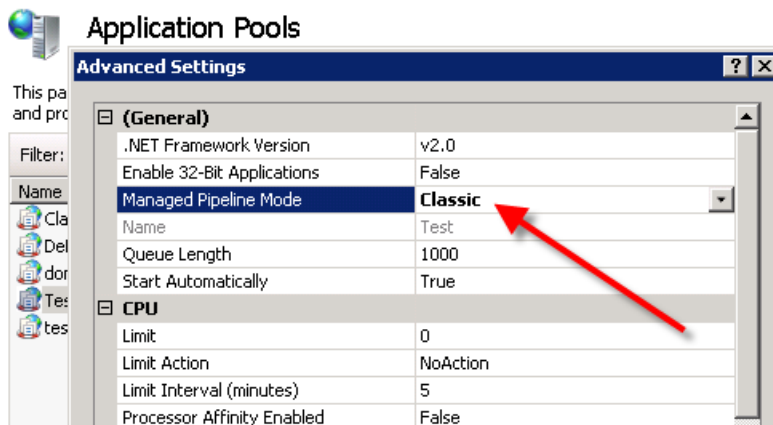 Application Pools
Advanced Settings
This pa
and pro
Filter:
Name
Cla
Def
dor
Tes
tes
(General)
.NET Framework Version v2.0
Enable 32-Bit Applications False
Managed Pipeline Mode Classic
Name Test
Queue Length 1000
Start Automatically True
CPU
Limit 0
Limit Action NoAction
Limit Interval (minutes) 5
Processor Affinity Enabled False